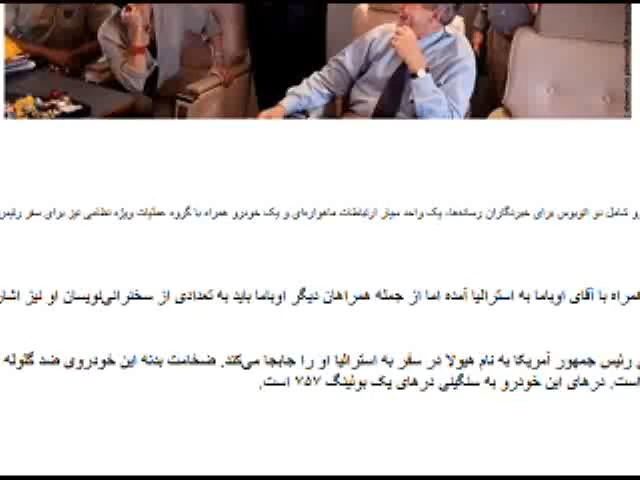 و شامل دو اتوبوس برای خبرنگاران رسانه‌ها، یک واحد سیار ارتباطات ماهواره‌ای و یک خودرو همراه با گروه عملیات ویژه نظامی نیز برای سفر رئیس
همراه با آقای اوباما به استرالیا آمده اما از جمله همراهان دیگر اوباما باید به تعدادی از سخنرانی‌نویسان او نیز اشار
رئیس جمهور آمریکا به نام هیولا در سفر به استرالیا او را جابجا می‌کند. ضخامت بدنه این خودروی ضد گلوله
است. درهای این خودرو به سنگینی درهای یک بوئینگ ۷۵۷ است.